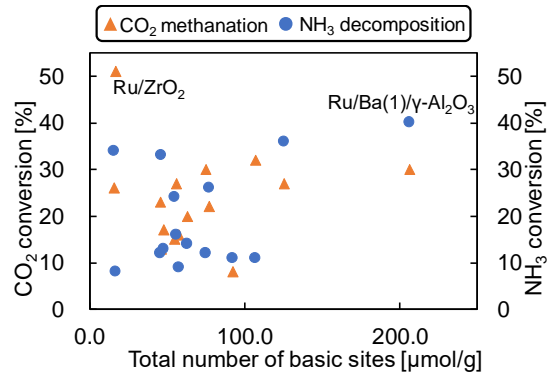 CO₂ methanation NH₃ decomposition
CO₂ conversion [%]
50
40
30
20
10
0
Ru/ZrO₂
Ru/Ba(1)/γ-Al₂O₃
50
40
30
20
10
0
NH₃ conversion [%]
0.0 100.0 200.0
Total number of basic sites [μmol/g]